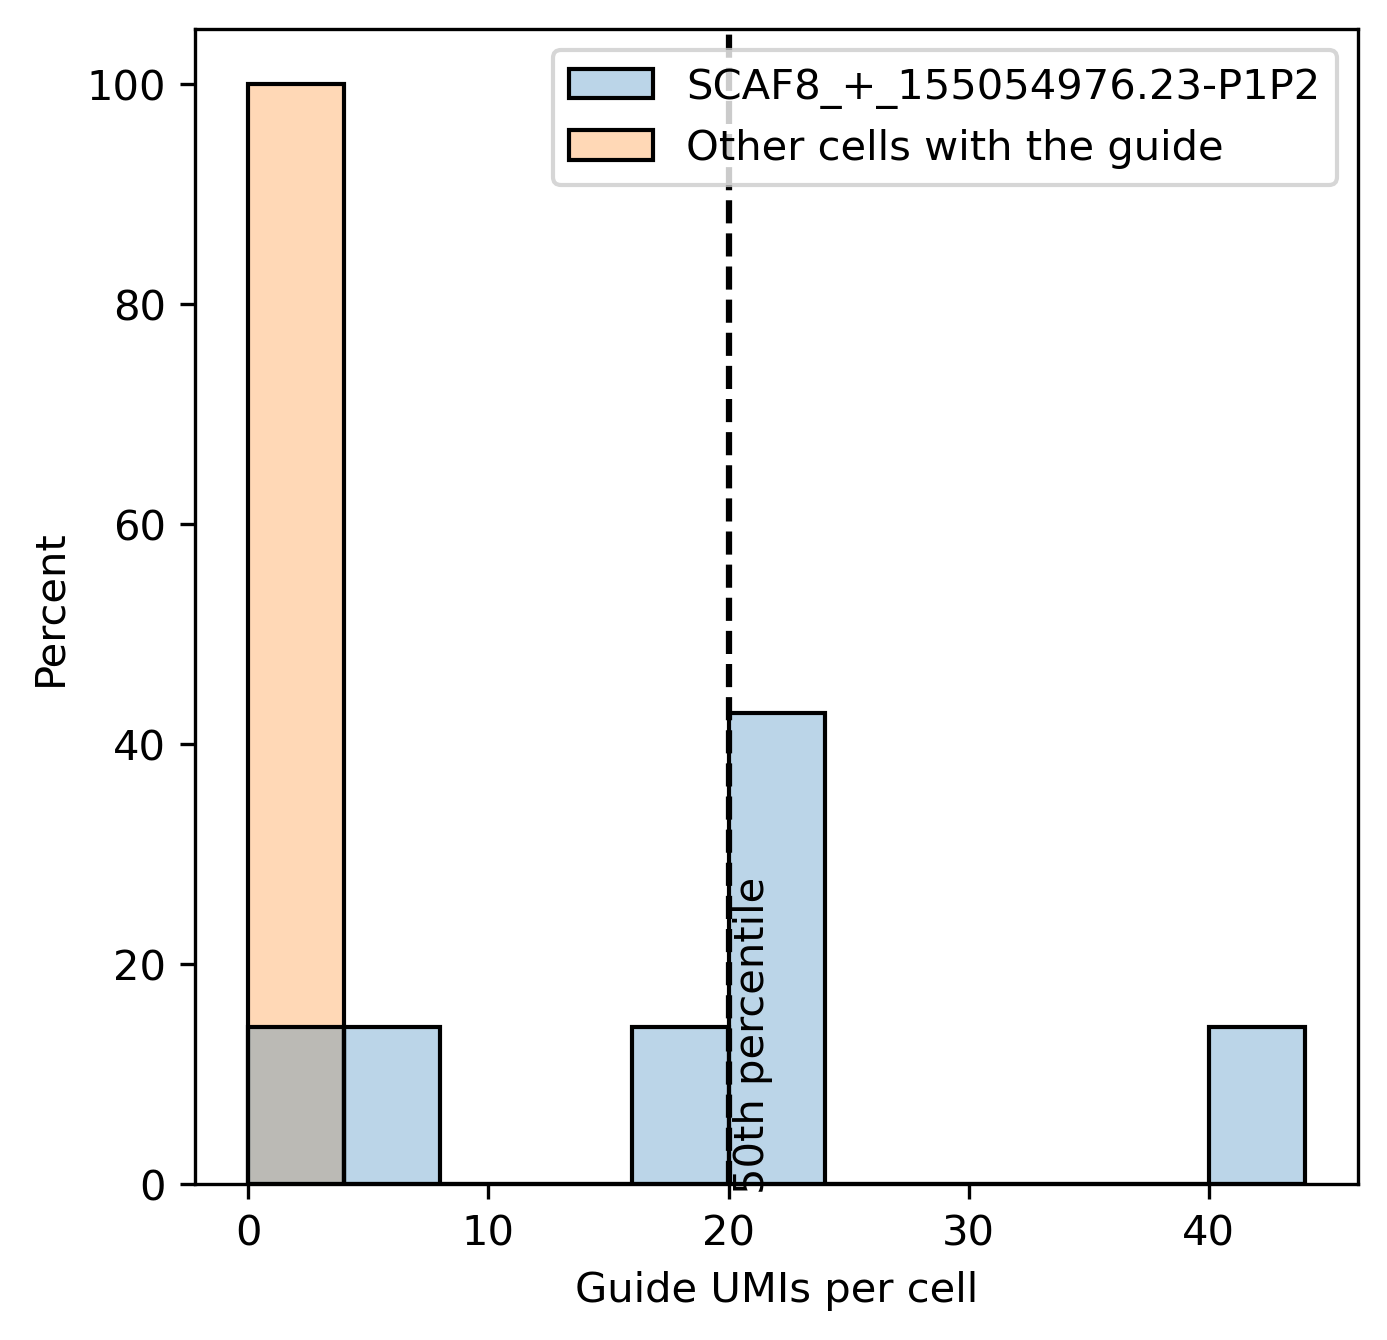 SCAF8_+_155054976.23-P1P2
Other cells with the guide
100
80
60
40
20
0
Percent
50th percentile
0 10 20 30 40
Guide UMIs per cell